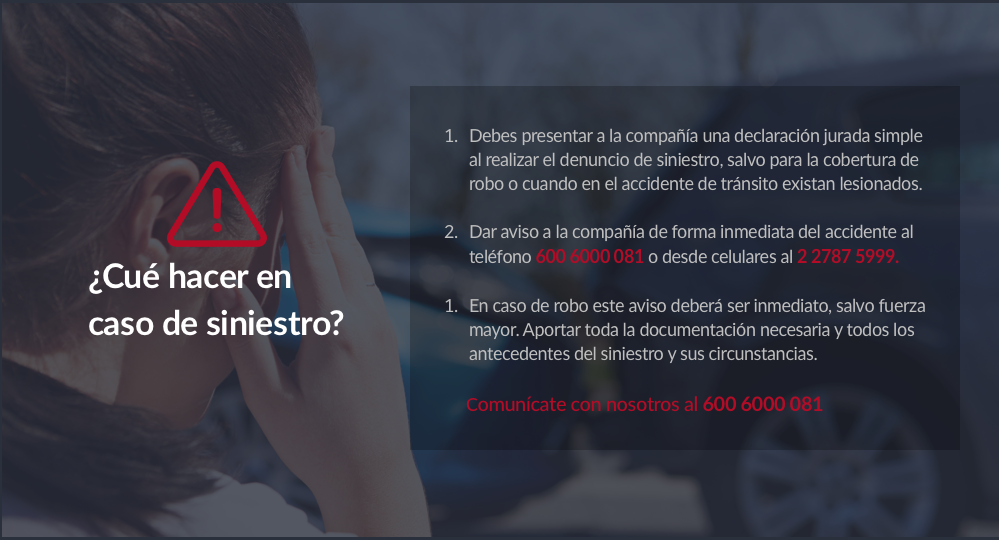 ¿Cué hacer en
caso de siniestro?
1. Debes presentar a la compañía una declaración jurada simple
al realizar el denuncio de siniestro, salvo para la cobertura de
robo o cuando en el accidente de tránsito existan lesionados.
2. Dar aviso a la compañía de forma inmediata del accidente al
teléfono 600 6000 081 o desde celulares al 2 2787 5999.
1. En caso de robo este aviso deberá ser inmediato, salvo fuerza
mayor. Aportar toda la documentación necesaria y todos los
antecedentes del siniestro y sus circunstancias.
Comunícate con nosotros al 600 6000 081